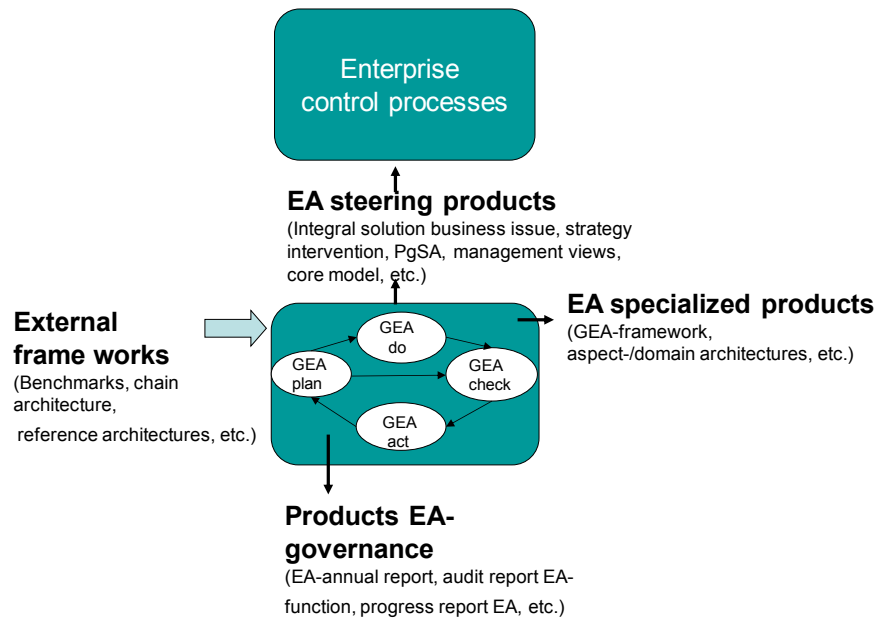 Enterprise
control processes
EA steering products
(Integral solution business issue, strategy
intervention, PgSA, management views,
core model, etc.)
External
frame works
(Benchmarks, chain
architecture,
reference architectures, etc.)
GEA
do
GEA
plan
GEA
check
GEA
act
EA specialized products
(GEA-framework,
aspect-/domain architectures, etc.)
Products EA-
governance
(EA-annual report, audit report EA-
function, progress report EA, etc.)